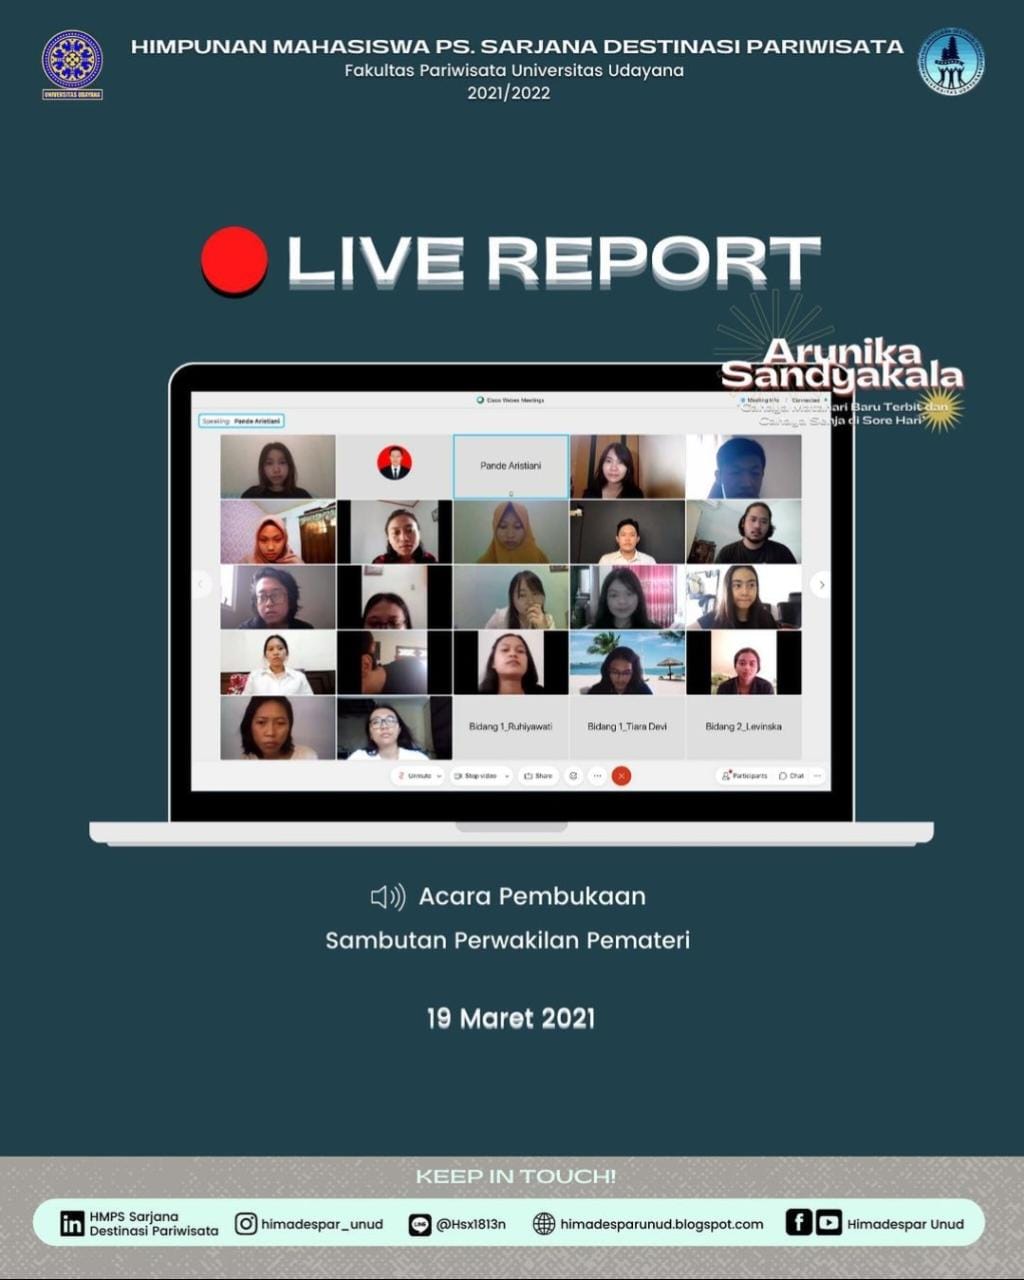 HIMPUNAN MAHASISWA PS. SARJANA DESTINASI PARIWISATA
Fakultas Pariwisata Universitas Udayana
2021/2022
UNIVERSITAS UDAYANA
LIVE REPORT
Arunika
Sandyakala
Cahaya Matahari Baru Terbit dan
Cahaya Senja di Sore Hari
Cisco Webex Meetings
Meeting Info
Connected
Speaking: Pande Aristiani
Pande Aristiani
Bidang 1_Ruhiyawati
Bidang 1_Tiara Devi
Bidang 2_Levinska
Unmute
Stop video
Share
Participants
Chat
Acara Pembukaan
Sambutan Perwakilan Pemateri
19 Maret 2021
KEEP IN TOUCH!
HMPS Sarjana
Destinasi Pariwisata
himadespar_unud
LINE
@Hsx1813n
himadesparunud.blogspot.com
Himadespar Unud